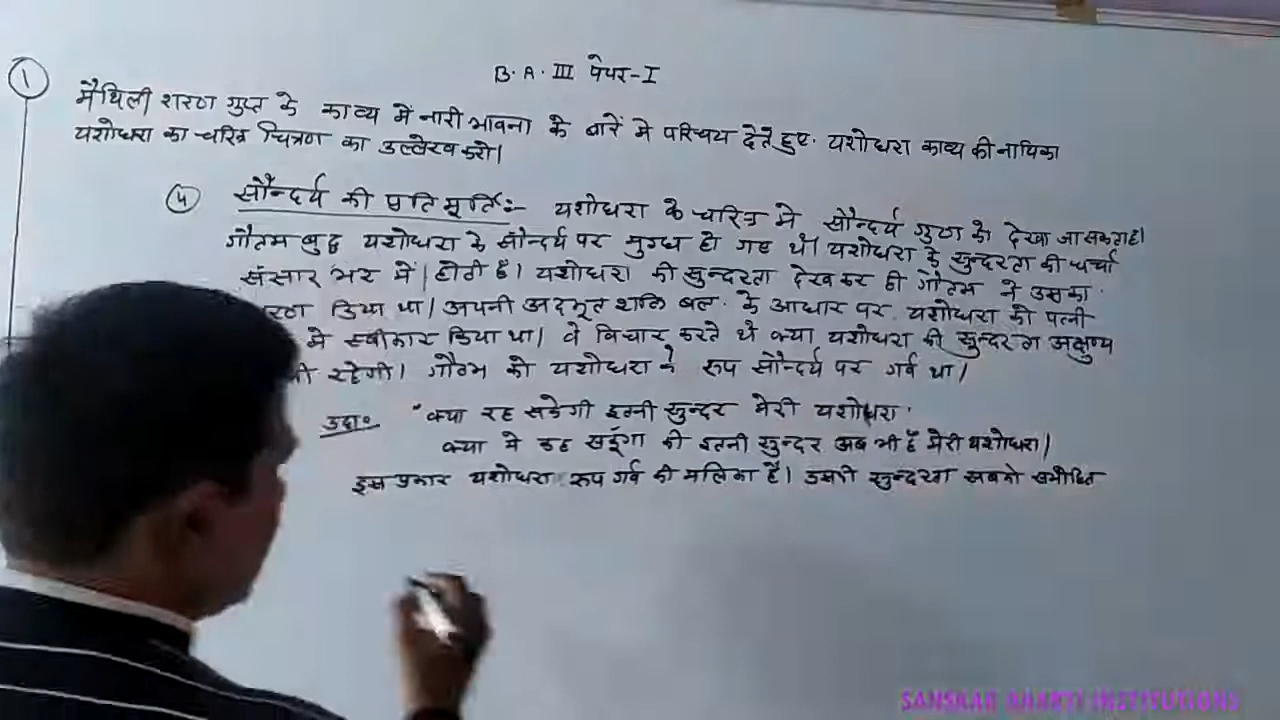 B.A. III पेपर-I
①
मैथिली शरण गुप्त के काव्य में नारी भावना के बारें में परिचय देते हुए यशोधरा काव्य की नायिका
यशोधरा का चरित्र चित्रण का उल्लेख करो।
④ सौन्दर्य की प्रतिमूर्ति:- यशोधरा के चरित्र में सौन्दर्य गुण को देखा जा सकता है।
गौतम बुद्ध यशोधरा के सौन्दर्य पर मुग्ध हो गए थे। यशोधरा के सुन्दरता की चर्चा
संसार भर में होती है। यशोधरा की सुन्दरता देखकर ही गौतम ने उसका
किया था। अपनी अदभूत शक्ति बल के आधार पर यशोधरा को पत्नी
में स्वीकार किया था। वे विचार करते थे क्या यशोधरा की सुन्दरता अक्षुण्य
रहेगी। गौतम को यशोधरा के रूप सौन्दर्य पर गर्व था।
उदा० "क्या रह सकेगी इतनी सुन्दर मेरी यशोधरा
क्या मे कह सकूंगा की इतनी सुन्दर अब भी है मेरी यशोधरा।
इस प्रकार यशोधरा रूप गर्व की मलिका है। उसकी सुन्दरता सबको
SANSKAR BHARTI INSTITUTIONS